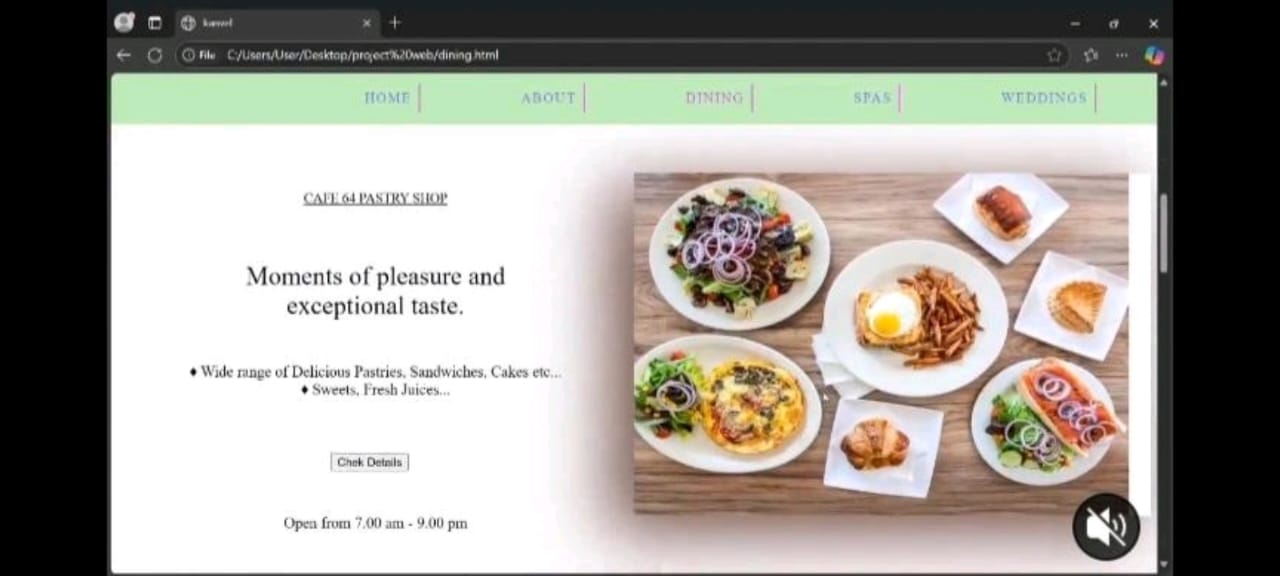 File C:/Users/User/Desktop/project%20web/dining.html
HOME ABOUT DINING SPAS WEDDINGS
CAFE 64 PASTRY SHOP
Moments of pleasure and
exceptional taste.
♦ Wide range of Delicious Pastries, Sandwiches, Cakes etc...
♦ Sweets, Fresh Juices...
Chek Details
Open from 7.00 am - 9.00 pm